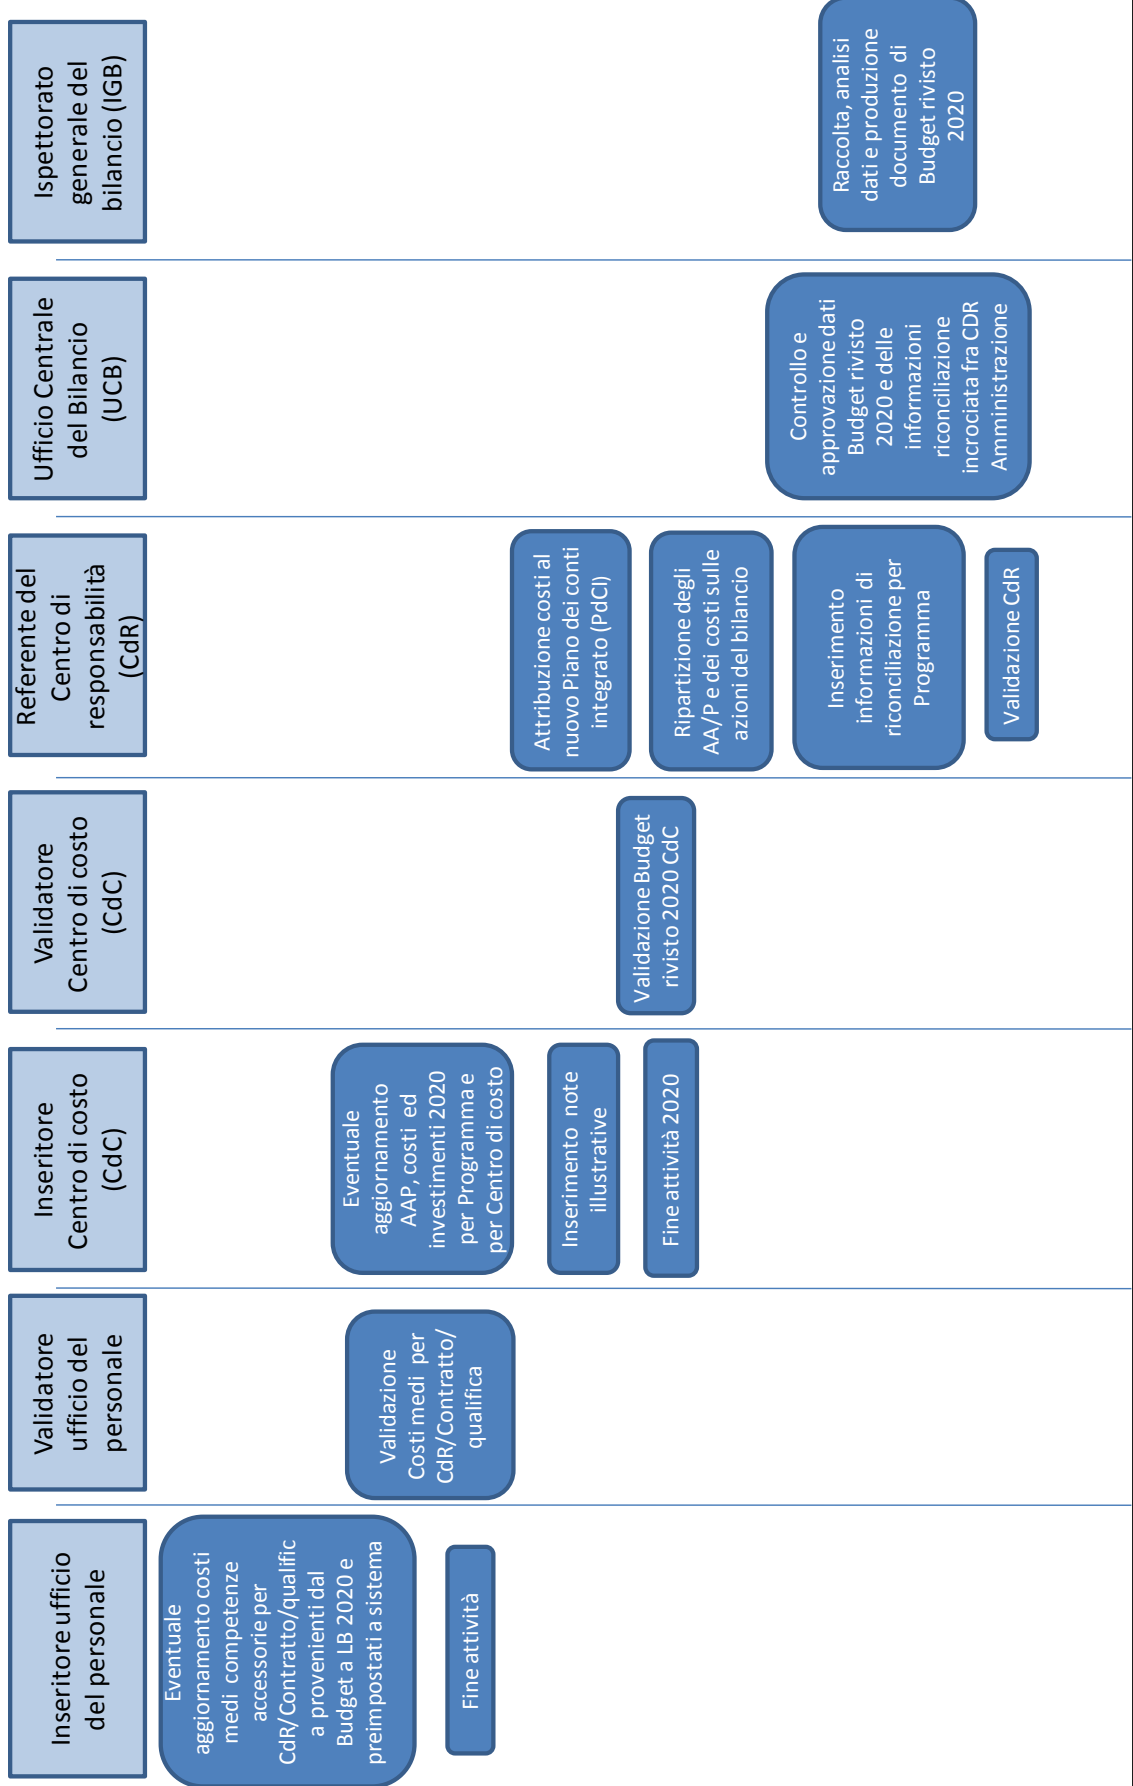 Inseritore ufficio
del personale
Validatore
ufficio del
personale
Inseritore
Centro di costo
(CdC)
Validatore
Centro di costo
(CdC)
Referente del
Centro di
responsabilità
(CdR)
Ufficio Centrale
del Bilancio
(UCB)
Ispettorato
generale del
bilancio (IGB)
Eventuale
aggiornamento costi
medi competenze
accessorie per
CdR/Contratto/qualific
a provenienti dal
Budget a LB 2020 e
preimpostati a sistema
Fine attività
Validazione
Costi medi per
CdR/Contratto/
qualifica
Eventuale
aggiornamento
AAP, costi ed
investimenti 2020
per Programma e
per Centro di costo
Inserimento note
illustrative
Fine attività 2020
Validazione Budget
rivisto 2020 CdC
Attribuzione costi al
nuovo Piano dei conti
integrato (PdCI)
Ripartizione degli
AA/P e dei costi sulle
azioni del bilancio
Inserimento
informazioni di
riconciliazione per
Programma
Validazione CdR
Controllo e
approvazione dati
Budget rivisto
2020 e delle
informazioni
riconciliazione
incrociata fra CDR
Amministrazione
Raccolta, analisi
dati e produzione
documento di
Budget rivisto
2020